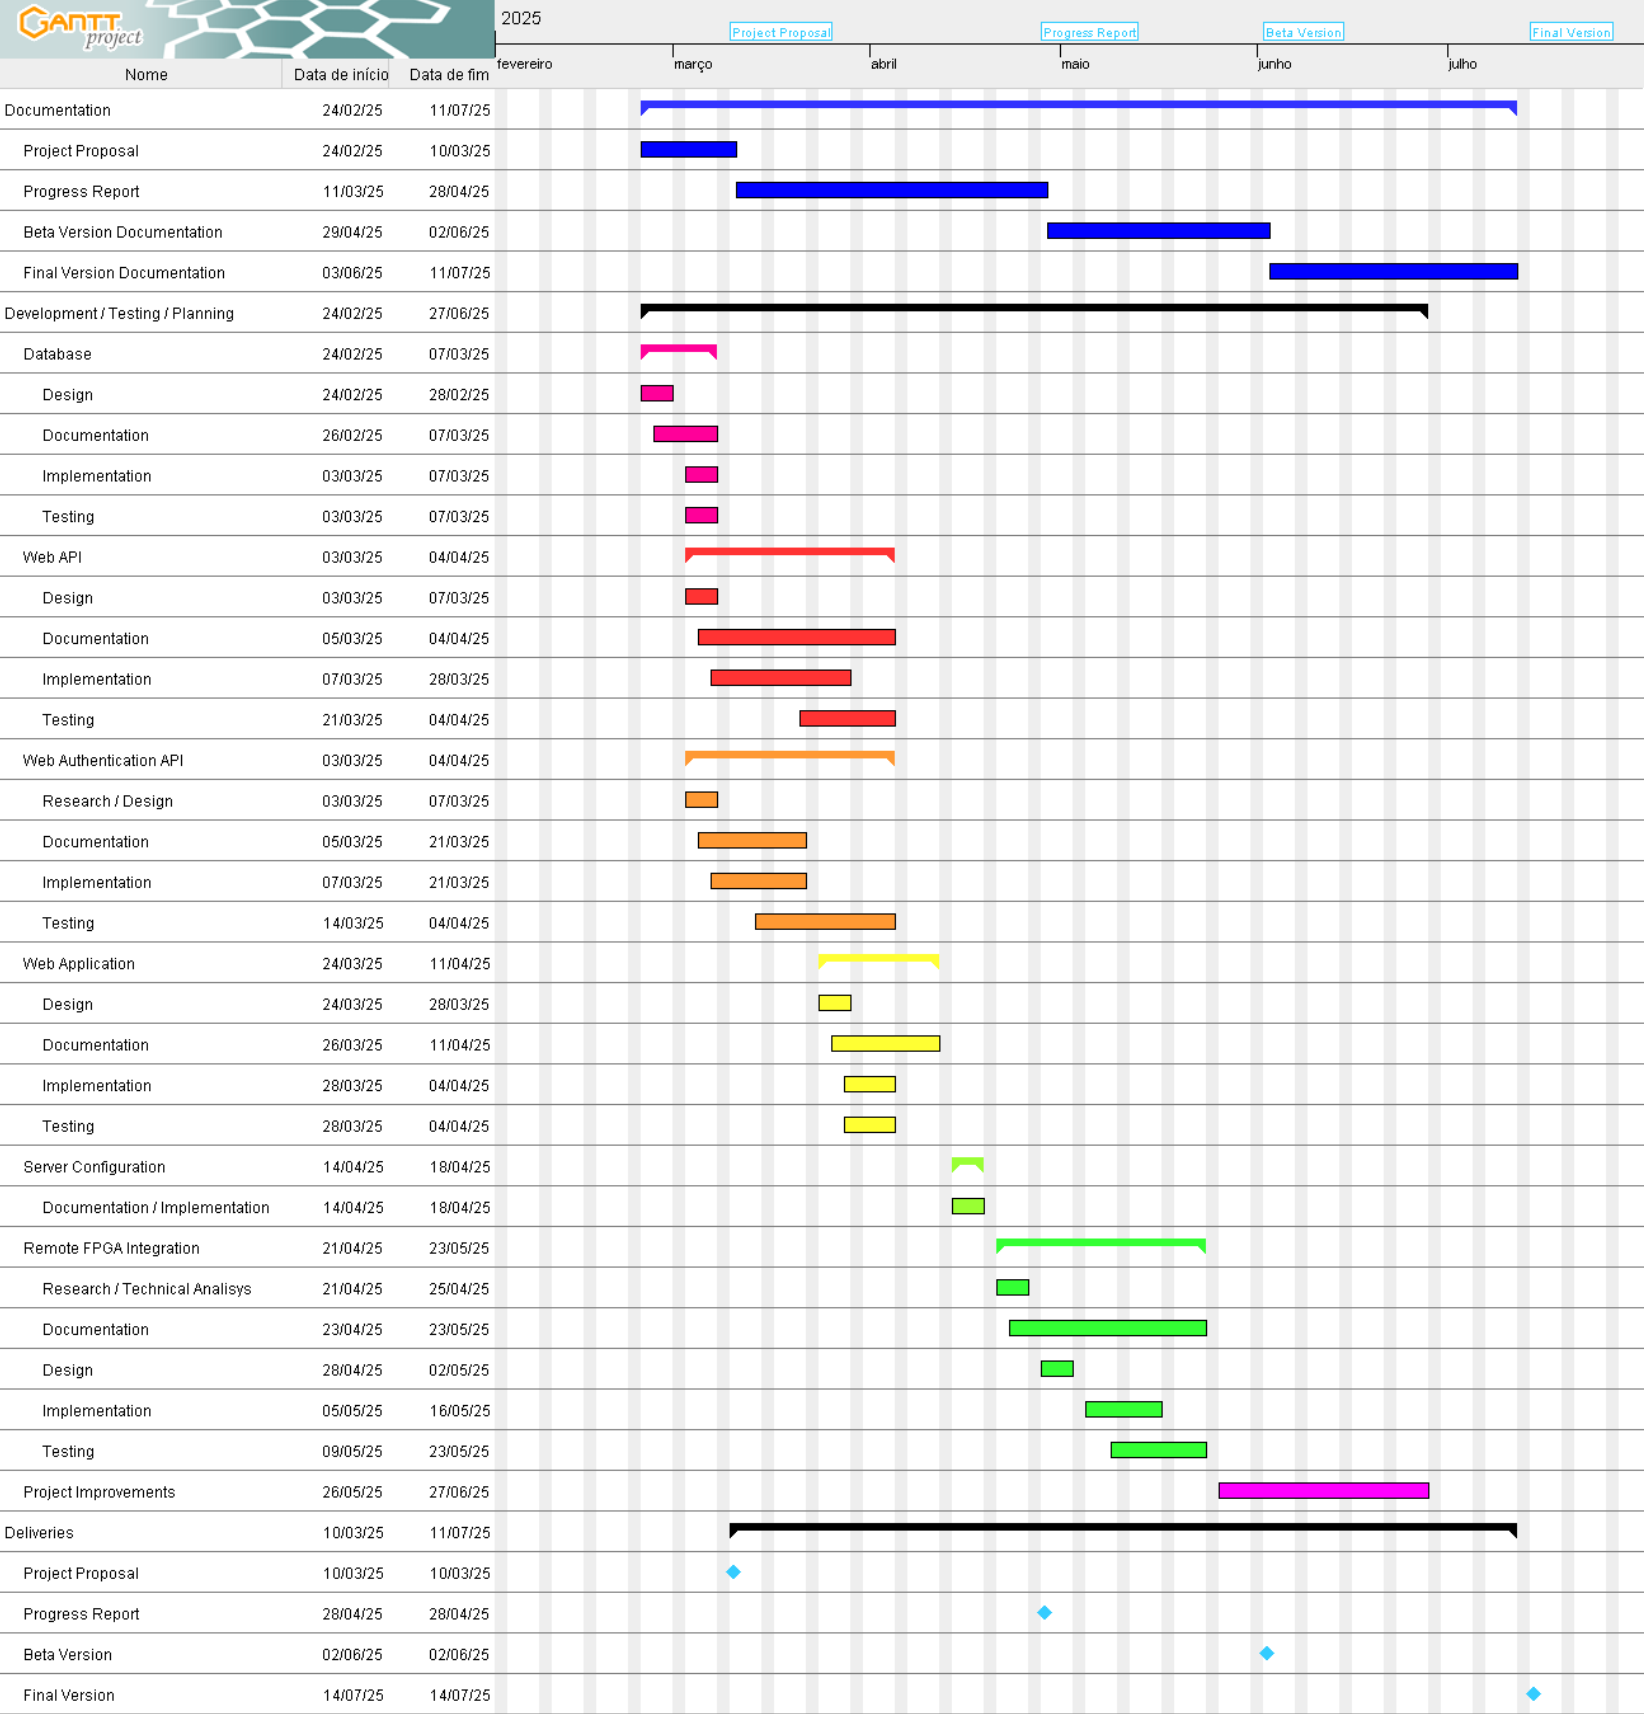 GANTT
project
2025
Project Proposal Progress Report Beta Version Final Version
fevereiro março abril maio junho julho
Nome Data de início Data de fim
Documentation 24/02/25 11/07/25
Project Proposal 24/02/25 10/03/25
Progress Report 11/03/25 28/04/25
Beta Version Documentation 29/04/25 02/06/25
Final Version Documentation 03/06/25 11/07/25
Development / Testing / Planning 24/02/25 27/06/25
Database 24/02/25 07/03/25
Design 24/02/25 28/02/25
Documentation 26/02/25 07/03/25
Implementation 03/03/25 07/03/25
Testing 03/03/25 07/03/25
Web API 03/03/25 04/04/25
Design 03/03/25 07/03/25
Documentation 05/03/25 04/04/25
Implementation 07/03/25 28/03/25
Testing 21/03/25 04/04/25
Web Authentication API 03/03/25 04/04/25
Research / Design 03/03/25 07/03/25
Documentation 05/03/25 21/03/25
Implementation 07/03/25 21/03/25
Testing 14/03/25 04/04/25
Web Application 24/03/25 11/04/25
Design 24/03/25 28/03/25
Documentation 26/03/25 11/04/25
Implementation 28/03/25 04/04/25
Testing 28/03/25 04/04/25
Server Configuration 14/04/25 18/04/25
Documentation / Implementation 14/04/25 18/04/25
Remote FPGA Integration 21/04/25 23/05/25
Research / Technical Analisys 21/04/25 25/04/25
Documentation 23/04/25 23/05/25
Design 28/04/25 02/05/25
Implementation 05/05/25 16/05/25
Testing 09/05/25 23/05/25
Project Improvements 26/05/25 27/06/25
Deliveries 10/03/25 11/07/25
Project Proposal 10/03/25 10/03/25
Progress Report 28/04/25 28/04/25
Beta Version 02/06/25 02/06/25
Final Version 14/07/25 14/07/25